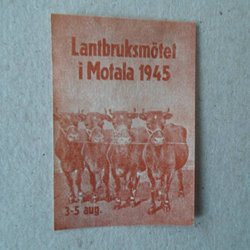 Lantbruksmötet
i Motala 1945
3-5 aug.